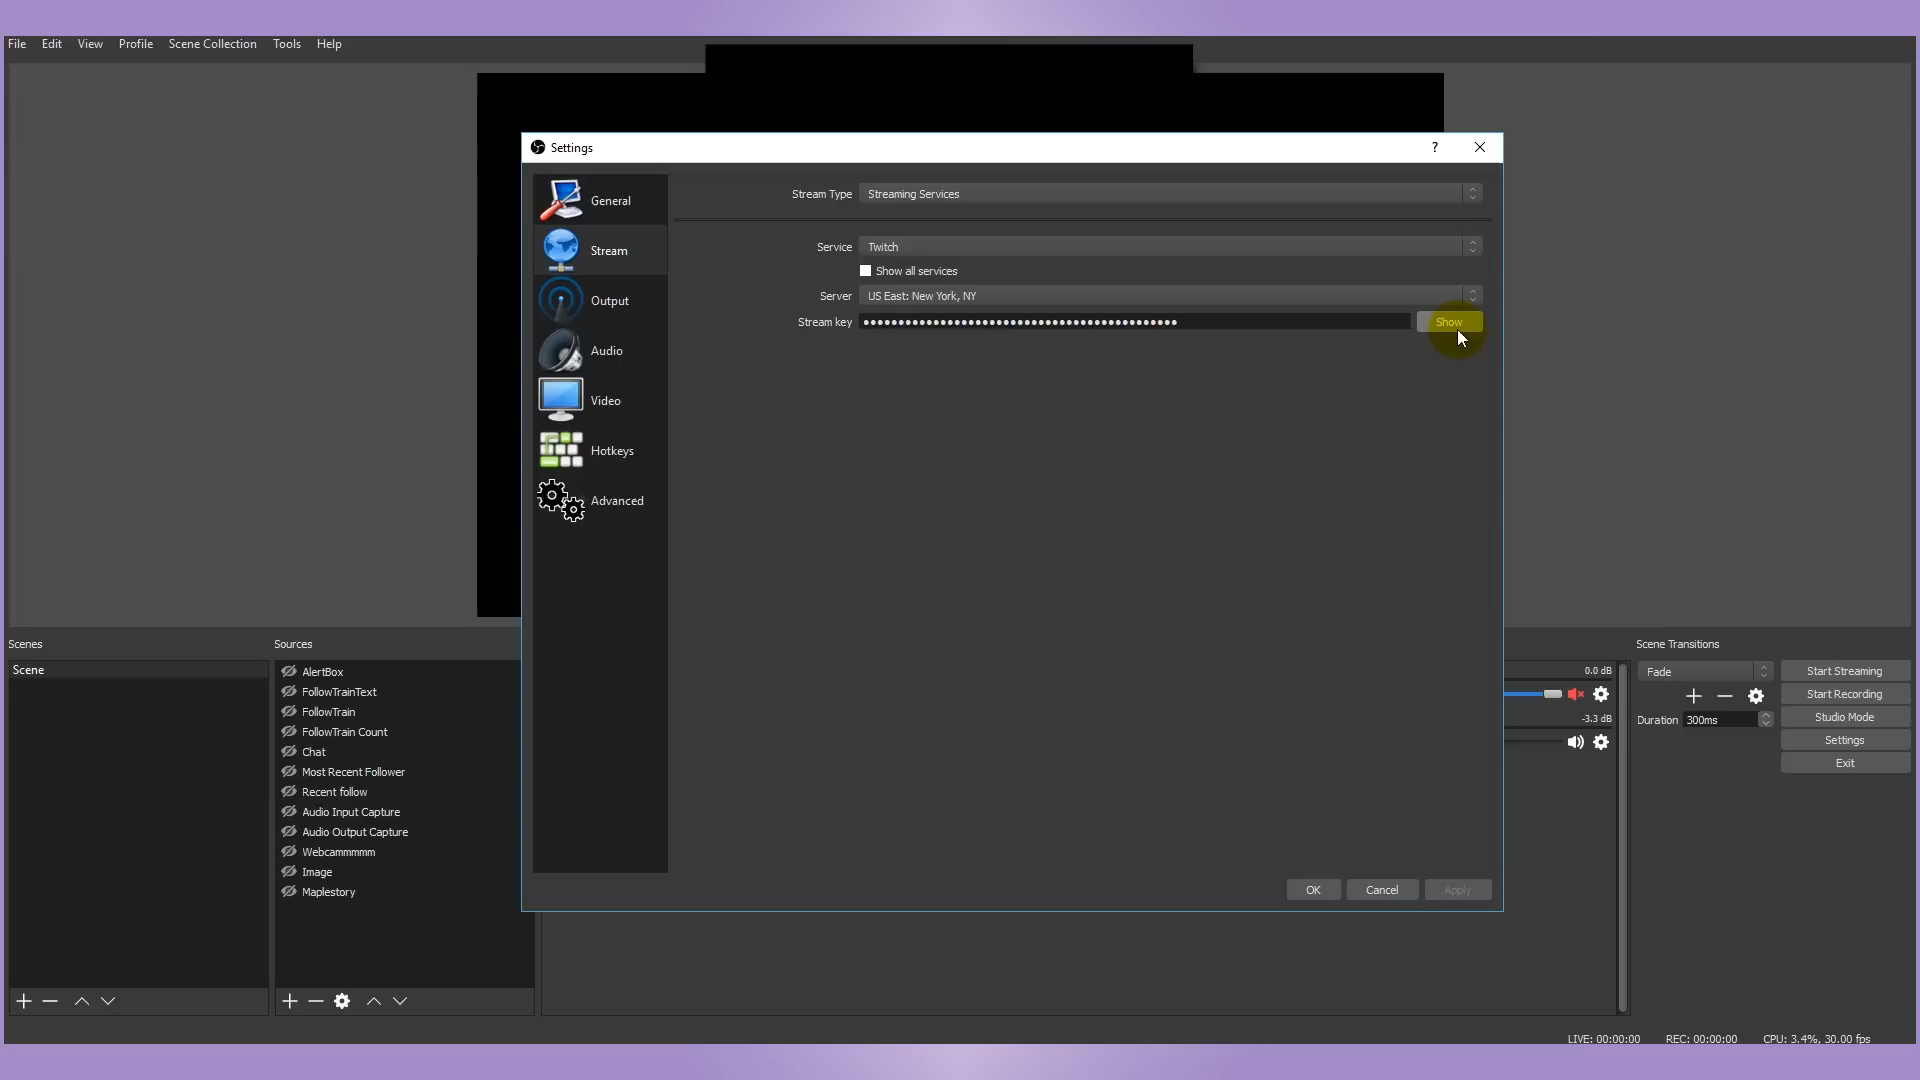 File Edit View Profile Scene Collection Tools Help
Settings ?
General
Stream
Output
Audio
Video
Hotkeys
Advanced
Stream Type Streaming Services
Service Twitch
Show all services
Server US East: New York, NY
Stream key ●●●●●●●●●●●●●●●●●●●●●●●●●●●●●●●●●●●●●●●●●●●●● Show
OK Cancel Apply
Scenes
Scene
Sources
AlertBox
FollowTrainText
FollowTrain
FollowTrain Count
Chat
Most Recent Follower
Recent follow
Audio Input Capture
Audio Output Capture
Webcammmmm
Image
Maplestory
0.0 dB
-3.3 dB
Scene Transitions
Fade
Duration 300ms
Start Streaming
Start Recording
Studio Mode
Settings
Exit
LIVE: 00:00:00 REC: 00:00:00 CPU: 3.4%, 30.00 fps